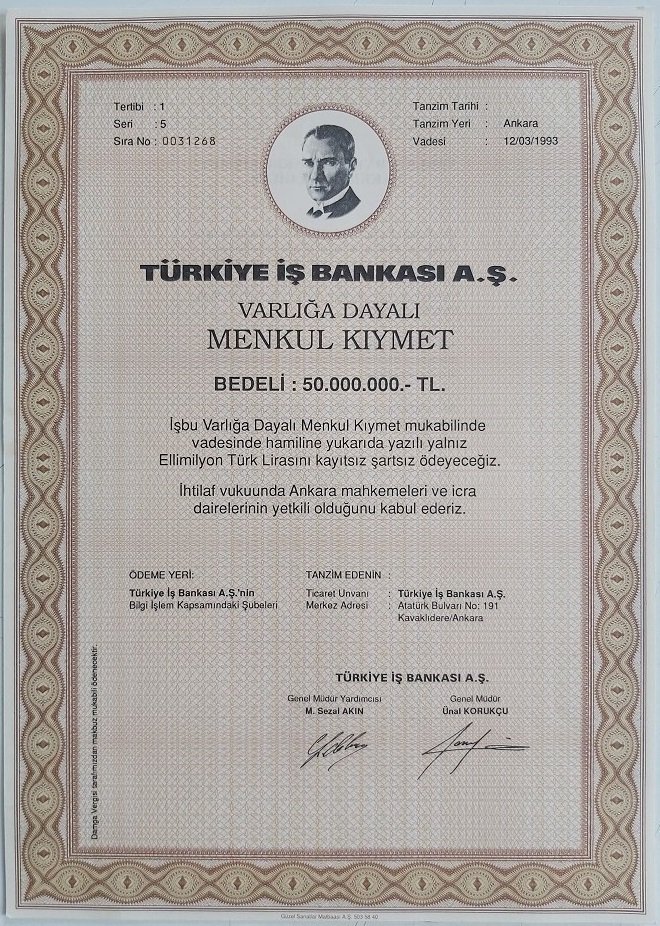 Tertibi : 1
Seri : 5
Sıra No : 0031268
Tanzim Tarihi :
Tanzim Yeri : Ankara
Vadesi : 12/03/1993
TÜRKİYE İŞ BANKASI A.Ş.
VARLIĞA DAYALI
MENKUL KIYMET
BEDELİ : 50.000.000.- TL.
İşbu Varlığa Dayalı Menkul Kıymet mukabilinde
vadesinde hamiline yukarıda yazılı yalnız
Ellimilyon Türk Lirasını kayıtsız şartsız ödeyeceğiz.
İhtilaf vukuunda Ankara mahkemeleri ve icra
dairelerinin yetkili olduğunu kabul ederiz.
ÖDEME YERİ:
Türkiye İş Bankası A.Ş.'nin
Bilgi İşlem Kapsamındaki Şubeleri
TANZİM EDENİN :
Ticaret Unvanı : Türkiye İş Bankası A.Ş.
Merkez Adresi : Atatürk Bulvarı No: 191
Kavaklıdere/Ankara
TÜRKİYE İŞ BANKASI A.Ş.
Genel Müdür Yardımcısı
M. Sezal AKIN
Genel Müdür
Ünal KORUKÇU
Damga Vergisi tarafımızdan makbuz mukabili ödenecektir.
Güzel Sanatlar Matbaası A.Ş. 503 58 40